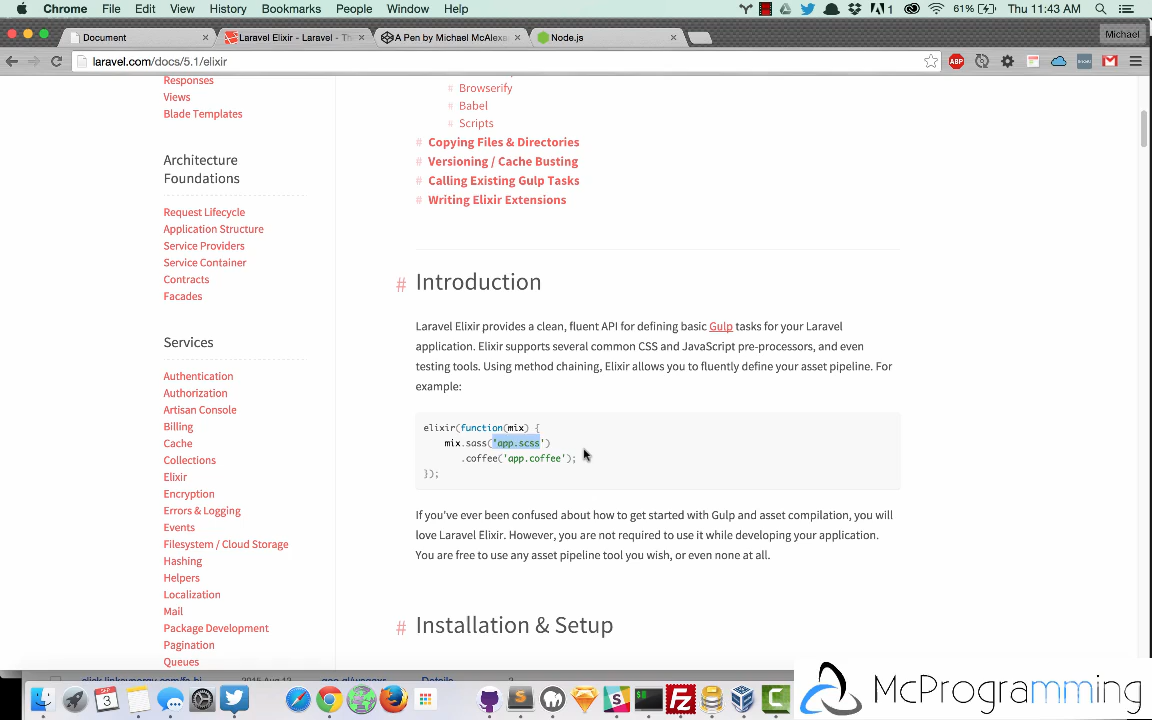 Chrome File Edit View History Bookmarks People Window Help 1 61% Thu 11:43 AM
Document Laravel Elixir - Laravel - Th A Pen by Michael McAlexa Node.js Michael
laravel.com/docs/5.1/elixir ABP
Responses
Views
Blade Templates
Architecture
Foundations
Request Lifecycle
Application Structure
Service Providers
Service Container
Contracts
Facades
Services
Authentication
Authorization
Artisan Console
Billing
Cache
Collections
Elixir
Encryption
Errors & Logging
Events
Filesystem / Cloud Storage
Hashing
Helpers
Localization
Mail
Package Development
Pagination
Queues
# Browserify
# Babel
# Scripts
# Copying Files & Directories
# Versioning / Cache Busting
# Calling Existing Gulp Tasks
# Writing Elixir Extensions
# Introduction
Laravel Elixir provides a clean, fluent API for defining basic Gulp tasks for your Laravel
application. Elixir supports several common CSS and JavaScript pre-processors, and even
testing tools. Using method chaining, Elixir allows you to fluently define your asset pipeline. For
example:
elixir(function(mix) {
mix.sass('app.scss')
.coffee('app.coffee');
});
If you've ever been confused about how to get started with Gulp and asset compilation, you will
love Laravel Elixir. However, you are not required to use it while developing your application.
You are free to use any asset pipeline tool you wish, or even none at all.
# Installation & Setup
SEP
3
McProgramming